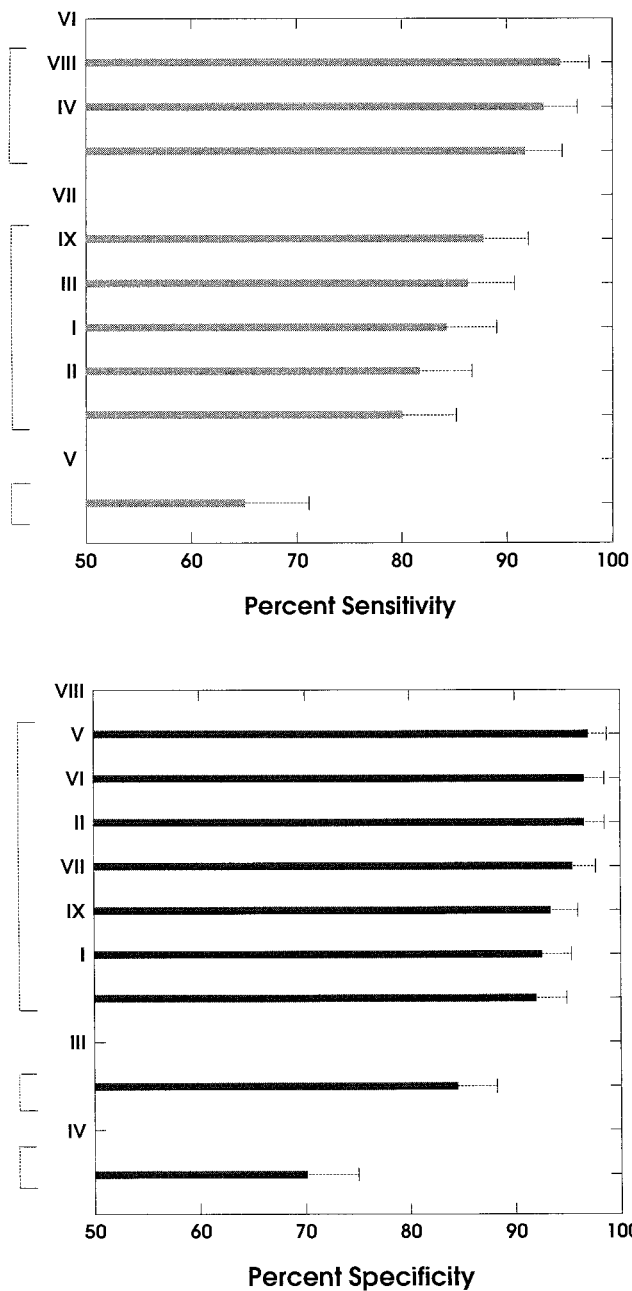 VI
VIII
IV
VII
IX
III
I
II
V
50 60 70 80 90 100
Percent Sensitivity
VIII
V
VI
II
VII
IX
I
III
IV
50 60 70 80 90 100
Percent Specificity